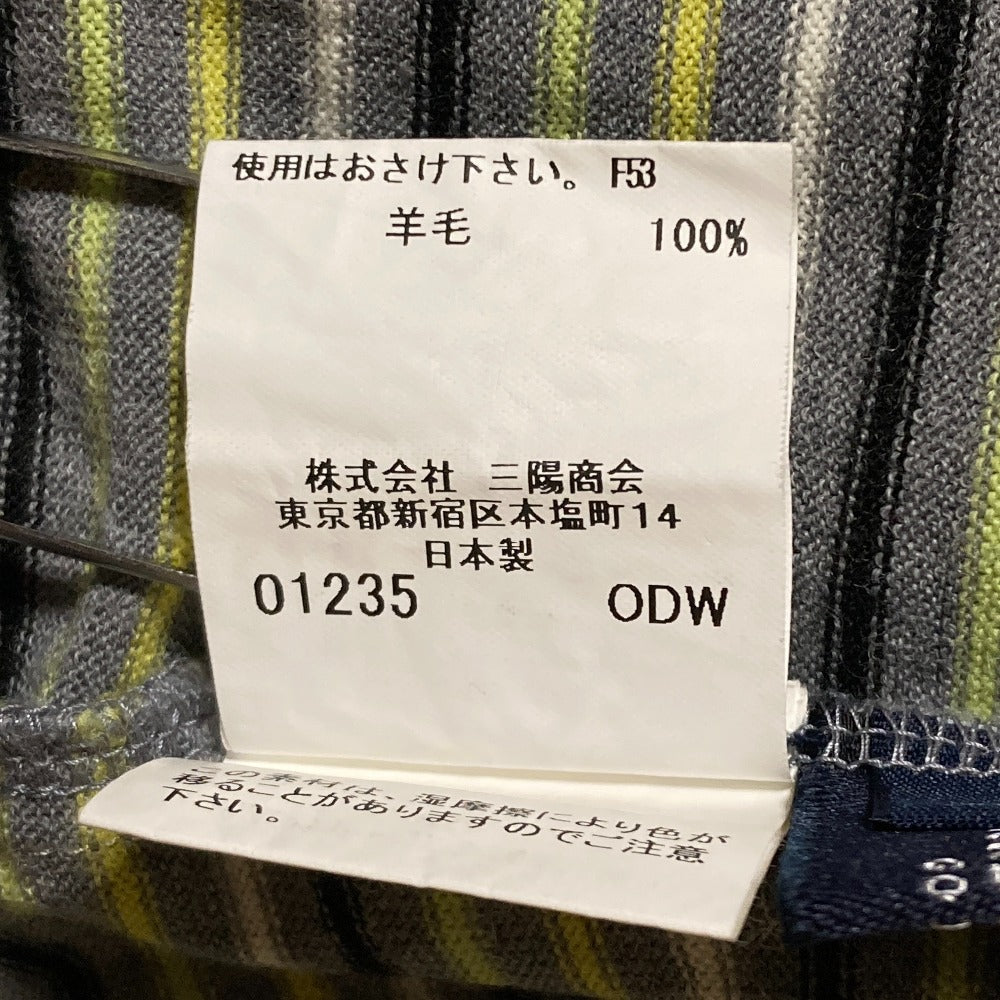 使用はおさけ下さい。 F53
羊毛 100%
株式会社 三陽商会
東京都新宿区本塩町14
日本製
01235 ODW
この素材は、湿摩擦により色が
移ることがありますのでご注意
下さい。